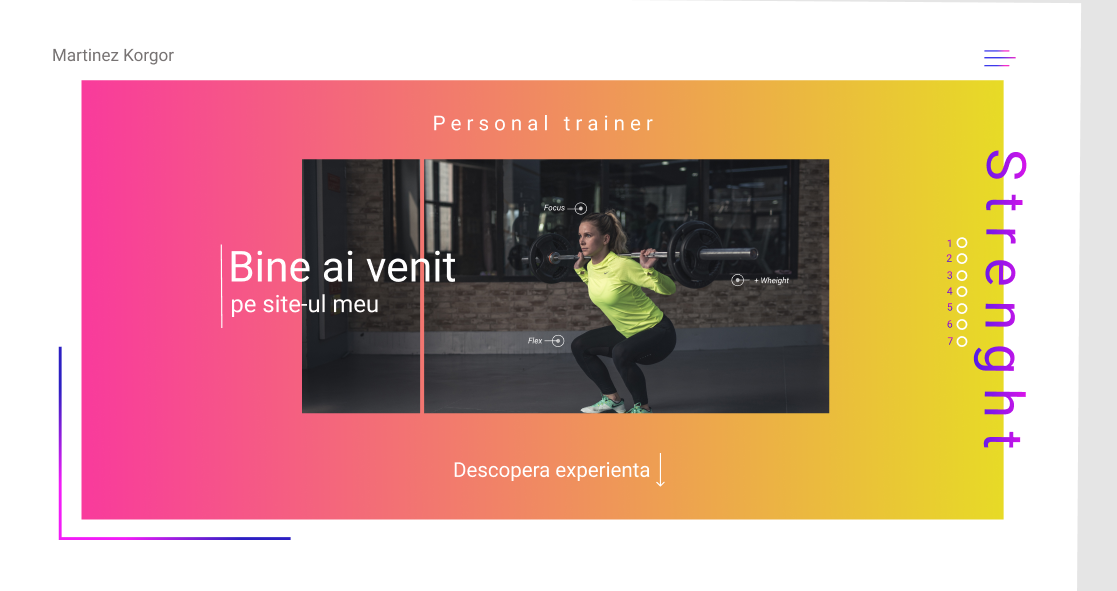 Martinez Korgor
Personal trainer
Focus
Bine ai venit
pe site-ul meu
+ Wheight
Flex
1
2
3
4
5
6
7
Strenght
Descopera experienta